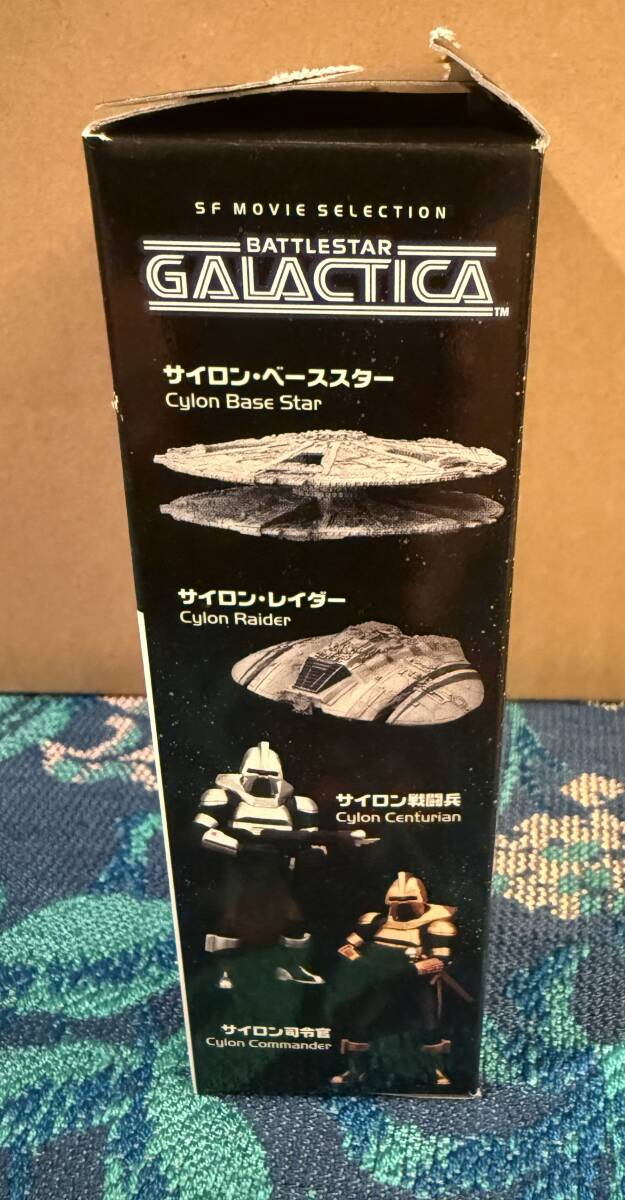 SF MOVIE SELECTION
BATTLESTAR
GALACTICA™
サイロン・ベーススター
Cylon Base Star
サイロン・レイダー
Cylon Raider
サイロン戦闘兵
Cylon Centurian
サイロン司令官
Cylon Commander